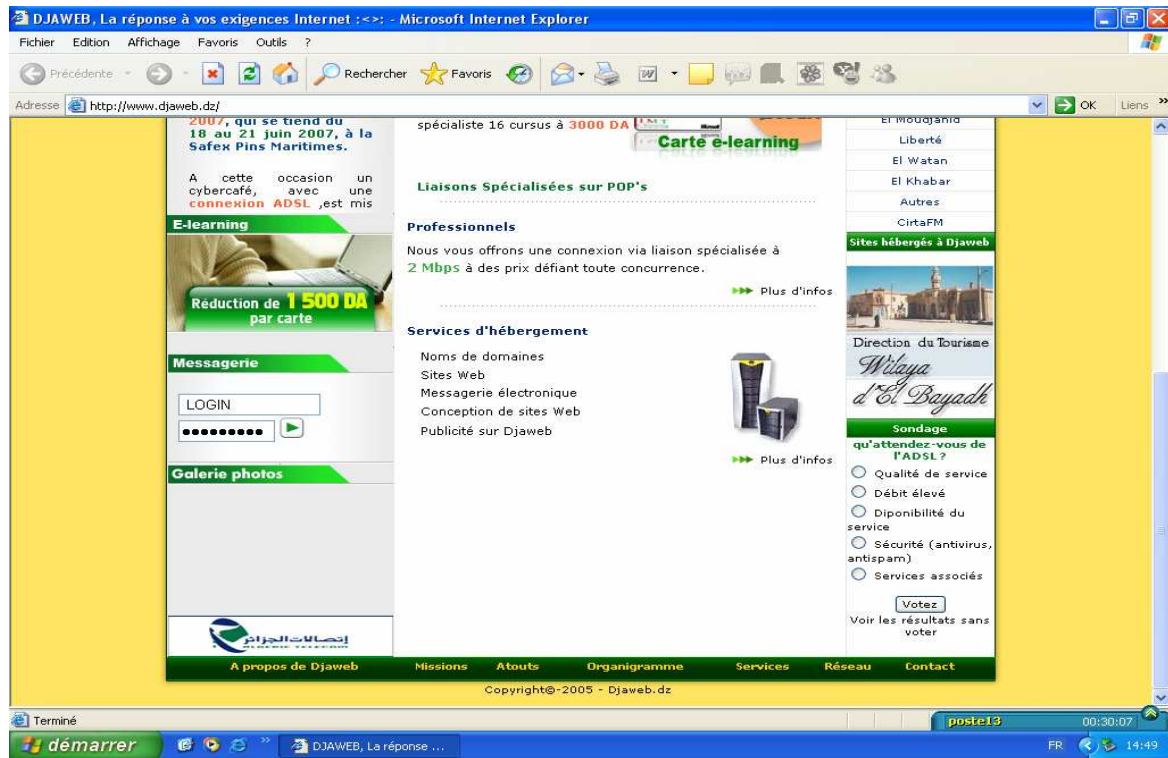 DJAWEB, La réponse à vos exigences Internet :<>: - Microsoft Internet Explorer
Fichier Edition Affichage Favoris Outils ?
Précédente Rechercher Favoris
Adresse http://www.djaweb.dz/ OK Liens »
2007, qui se tiend du
18 au 21 juin 2007, à la
Safex Pins Maritimes.
A cette occasion un
cybercafé, avec une
connexion ADSL ,est mis
E-learning
Réduction de 1 500 DA
par carte
Messagerie
LOGIN
•••••••••
Galerie photos
إتصالات الجزائر
ALGERIE TELECOM
spécialiste 16 cursus à 3000 DA
Carte e-learning
Liaisons Spécialisées sur POP's
Professionnels
Nous vous offrons une connexion via liaison spécialisée à
2 Mbps à des prix défiant toute concurrence.
Plus d'infos
Services d'hébergement
Noms de domaines
Sites Web
Messagerie électronique
Conception de sites Web
Publicité sur Djaweb
Plus d'infos
El Moudjahid
Liberté
El Watan
El Khabar
Autres
CirtaFM
Sites hébergés à Djaweb
Direction du Tourisme
Wilaya
d'El Bayadh
Sondage
qu'attendez-vous de
l'ADSL?
Qualité de service
Débit élevé
Diponibilité du
service
Sécurité (antivirus,
antispam)
Services associés
Votez
Voir les résultats sans
voter
A propos de Djaweb Missions Atouts Organigramme Services Réseau Contact
Copyright©-2005 - Djaweb.dz
Terminé poste13 00:30:07
démarrer » DJAWEB, La réponse ... FR 14:49